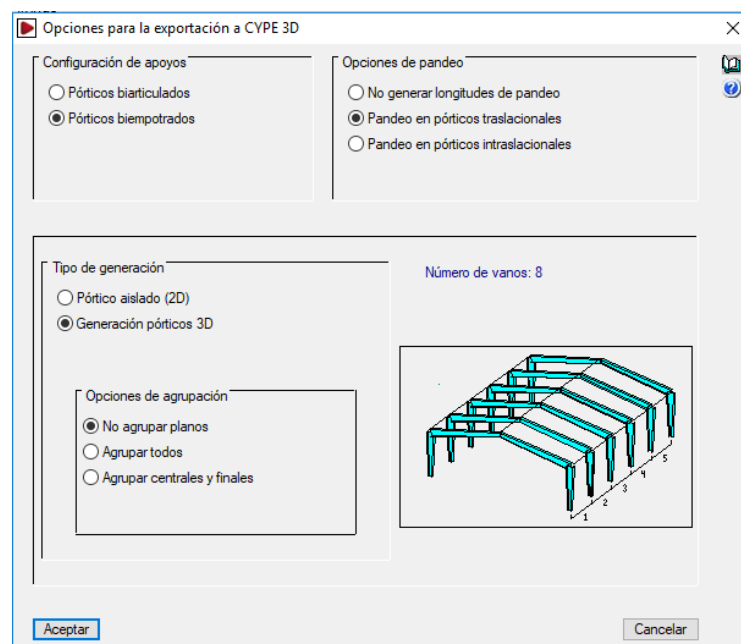 Opciones para la exportación a CYPE 3D
Configuración de apoyos
Pórticos biarticulados
Pórticos biempotrados
Opciones de pandeo
No generar longitudes de pandeo
Pandeo en pórticos traslacionales
Pandeo en pórticos intraslacionales
Tipo de generación
Pórtico aislado (2D)
Generación pórticos 3D
Opciones de agrupación
No agrupar planos
Agrupar todos
Agrupar centrales y finales
Número de vanos: 8
1
2
3
4
5
Aceptar
Cancelar